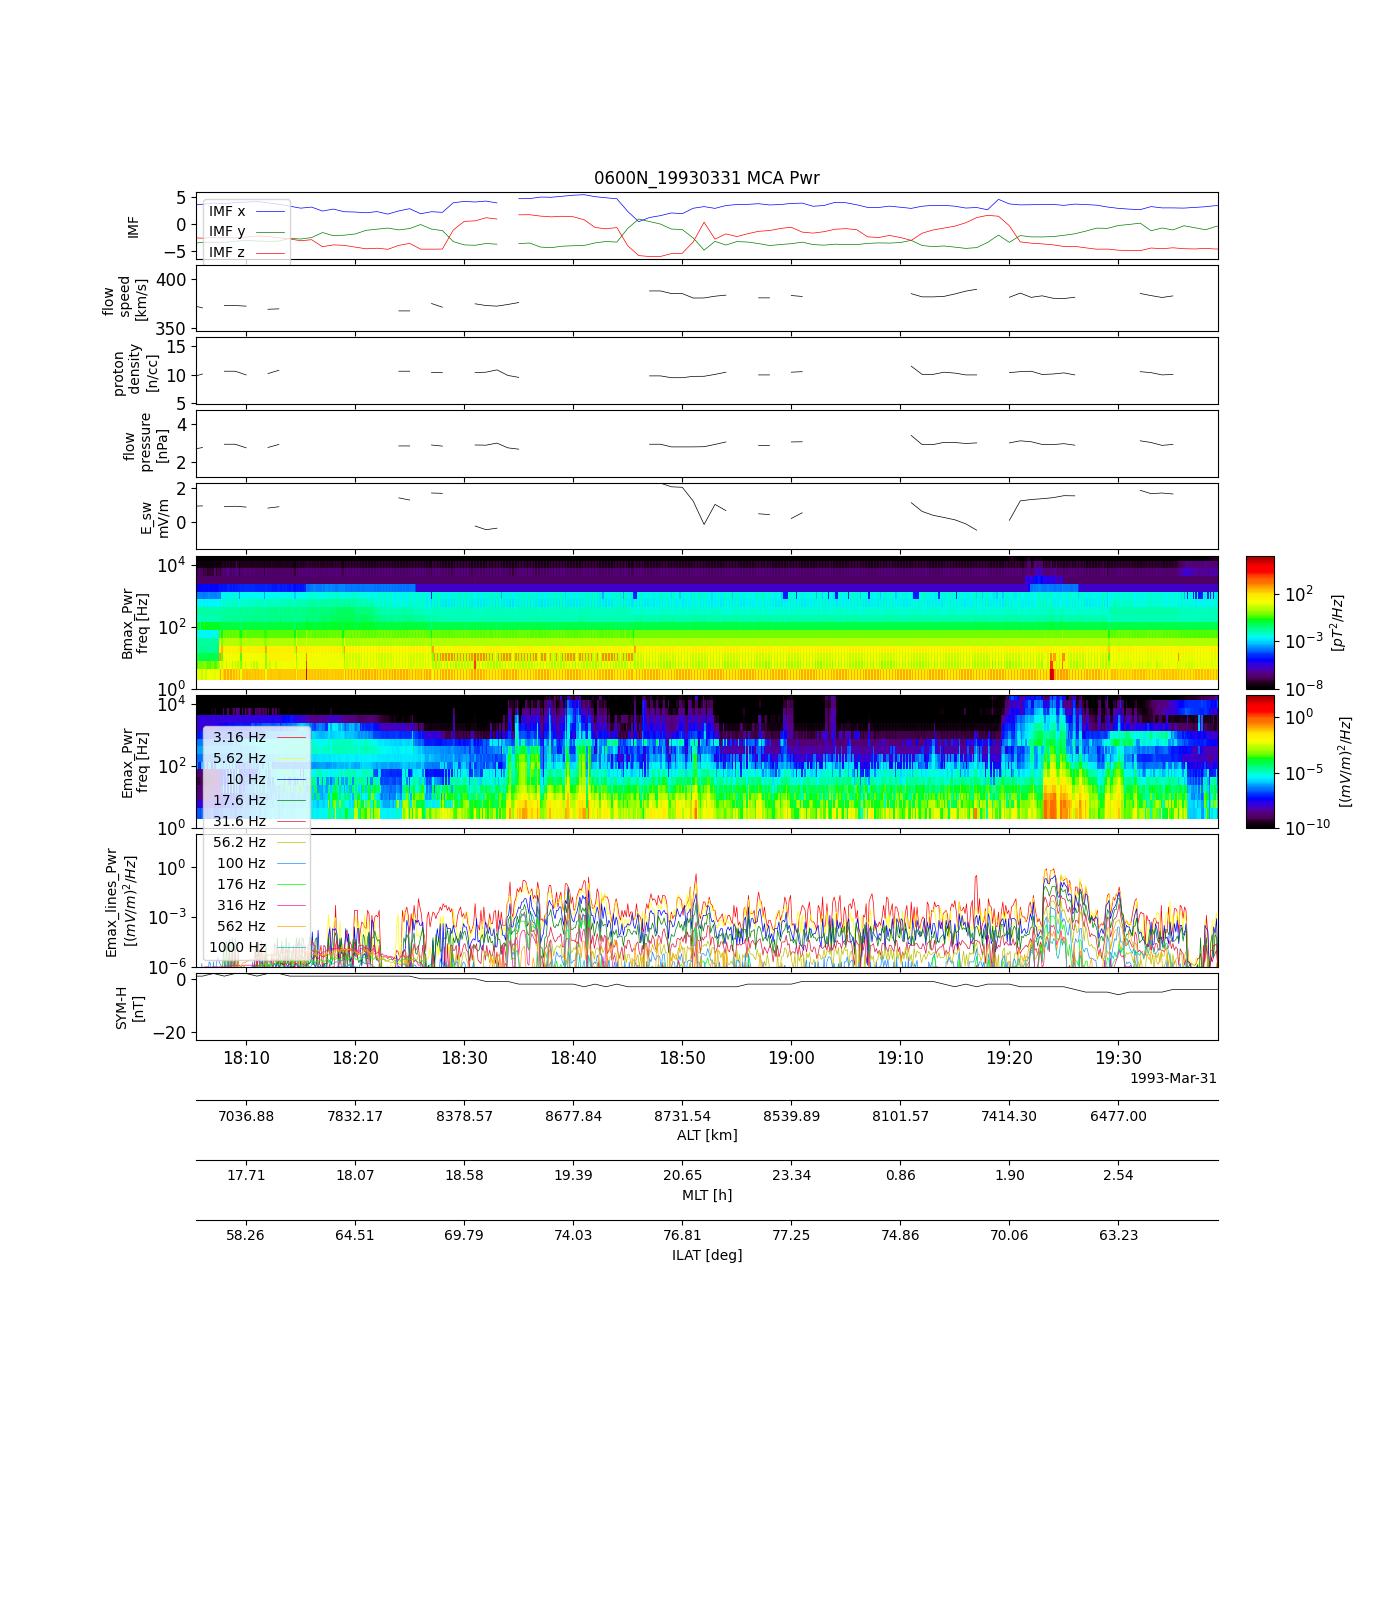 0600N_19930331 MCA Pwr
5
0
−5
IMF
IMF x
IMF y
IMF z
400
350
flow
speed
[km/s]
15
10
5
proton
density
[n/cc]
4
2
flow
pressure
[nPa]
2
0
E_sw
mV/m
10^4
10^2
10^0
Bmax_Pwr
freq [Hz]
10^2
10^−3
10^−8
[pT^2/Hz]
10^4
10^2
10^0
Emax_Pwr
freq [Hz]
10^0
10^−5
10^−10
[(mV/m)^2/Hz]
3.16 Hz
5.62 Hz
10 Hz
17.6 Hz
31.6 Hz
56.2 Hz
100 Hz
176 Hz
316 Hz
562 Hz
1000 Hz
10^0
10^−3
10^−6
Emax_lines_Pwr
[(mV/m)^2/Hz]
0
−20
SYM-H
[nT]
18:10 18:20 18:30 18:40 18:50 19:00 19:10 19:20 19:30
1993-Mar-31
7036.88 7832.17 8378.57 8677.84 8731.54 8539.89 8101.57 7414.30 6477.00
ALT [km]
17.71 18.07 18.58 19.39 20.65 23.34 0.86 1.90 2.54
MLT [h]
58.26 64.51 69.79 74.03 76.81 77.25 74.86 70.06 63.23
ILAT [deg]